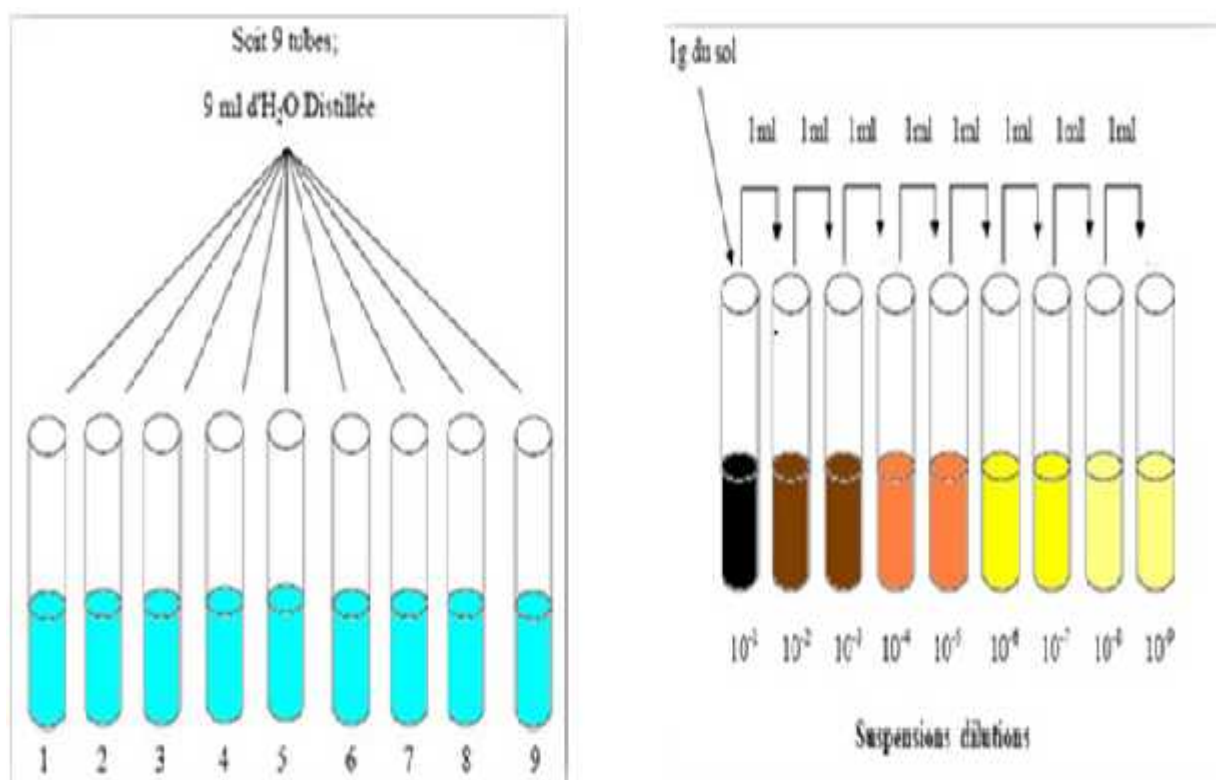 Soit 9 tubes;
9 ml d'H₂O Distillée
1 2 3 4 5 6 7 8 9
1g du sol
1ml 1ml 1ml 1ml 1ml 1ml 1ml 1ml
10⁻¹ 10⁻² 10⁻³ 10⁻⁴ 10⁻⁵ 10⁻⁶ 10⁻⁷ 10⁻⁸ 10⁻⁹
Suspensions dilutions